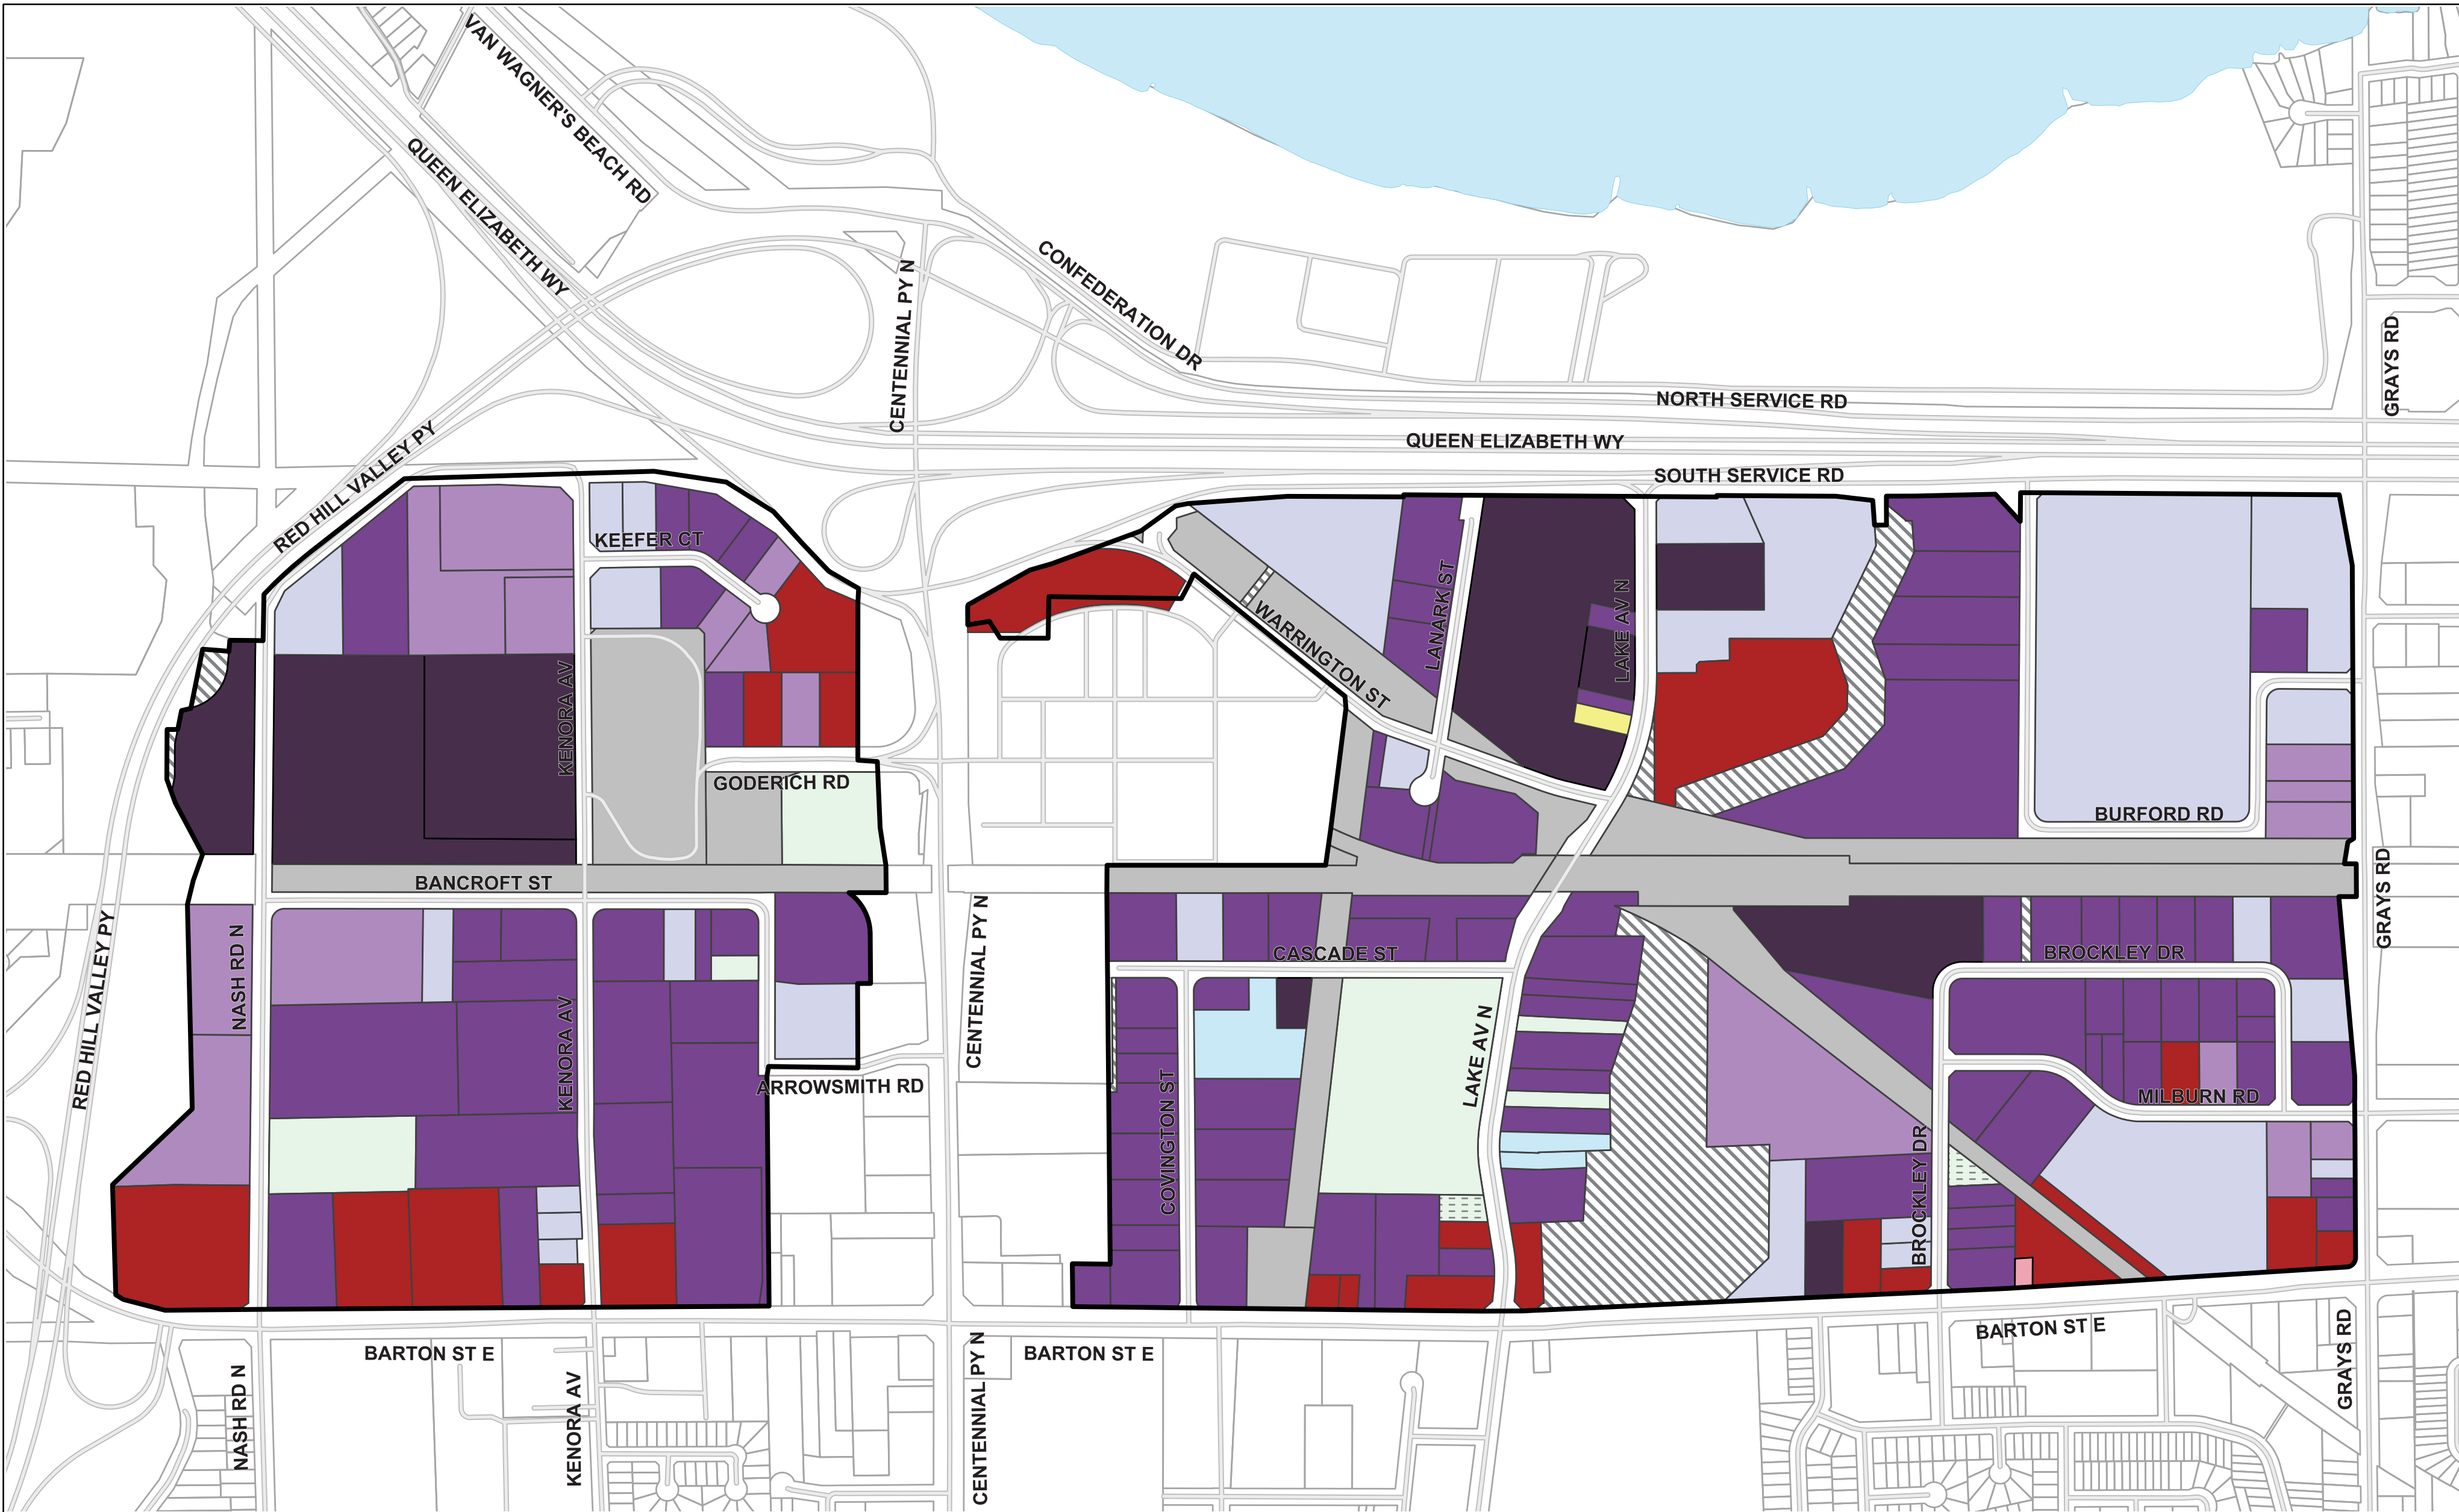 VAN WAGNER'S BEACH RD
QUEEN ELIZABETH WY
CENTENNIAL PY N
CONFEDERATION DR
GRAYS RD
NORTH SERVICE RD
QUEEN ELIZABETH WY
SOUTH SERVICE RD
RED HILL VALLEY PY
KEEFER CT
LANARK ST
LAKE AV N
WARRINGTON ST
KENORA AV
GODERICH RD
BURFORD RD
BANCROFT ST
GRAYS RD
NASH RD N
CENTENNIAL PY N
CASCADE ST
BROCKLEY DR
RED HILL VALLEY PY
KENORA AV
LAKE AV N
ARROWSMITH RD
MILBURN RD
COVINGTON ST
BROCKLEY DR
BARTON ST E
BARTON ST E
BARTON ST E
NASH RD N
KENORA AV
CENTENNIAL PY N
GRAYS RD